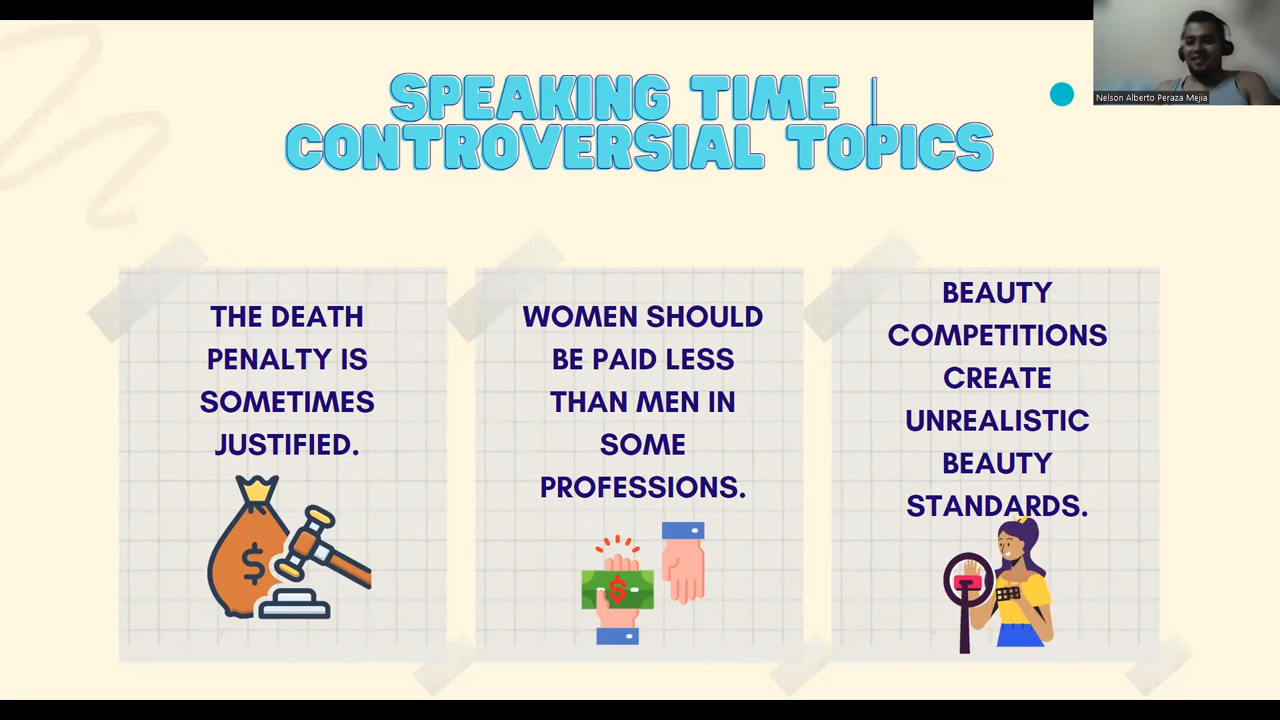 SPEAKING TIME |
CONTROVERSIAL TOPICS
Nelson Alberto Peraza Mejia
THE DEATH
PENALTY IS
SOMETIMES
JUSTIFIED.
$
WOMEN SHOULD
BE PAID LESS
THAN MEN IN
SOME
PROFESSIONS.
$
BEAUTY
COMPETITIONS
CREATE
UNREALISTIC
BEAUTY
STANDARDS.